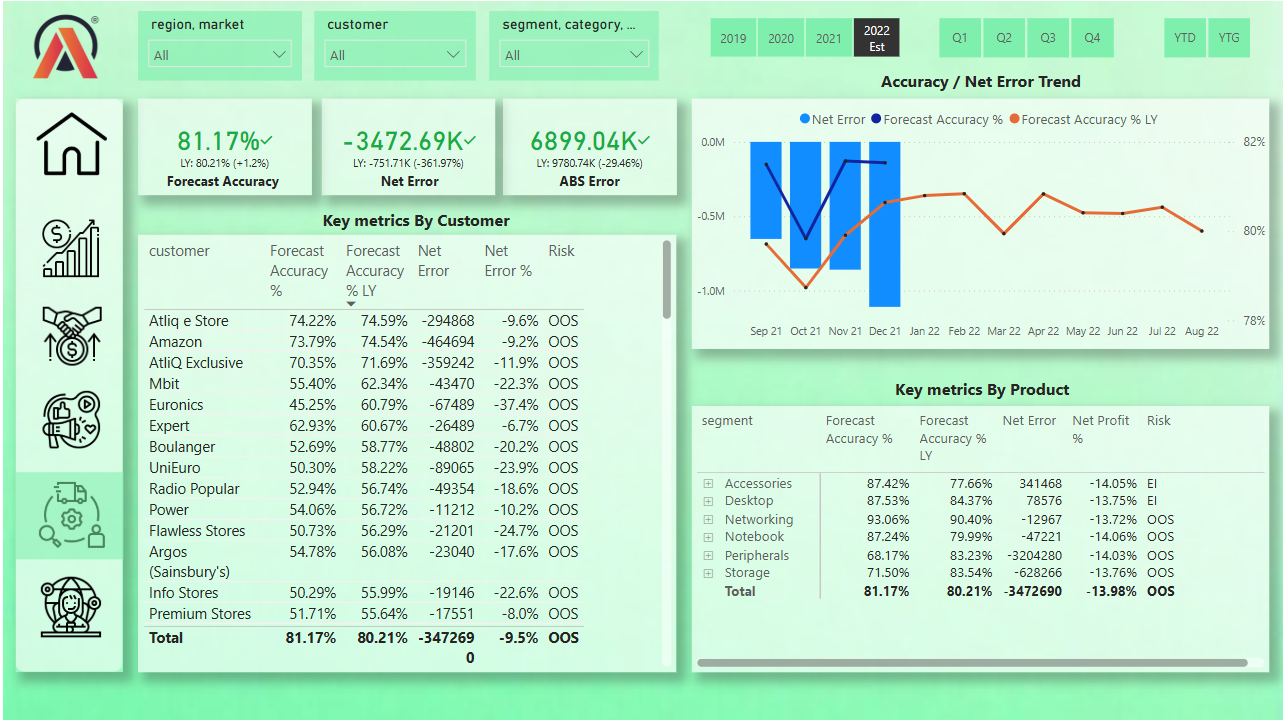 region, market
All
customer
All
segment, category, ...
All
2019 2020 2021 2022 Est
Q1 Q2 Q3 Q4
YTD YTG
81.17%
LY: 80.21% (+1.2%)
Forecast Accuracy
-3472.69K
LY: -751.71K (-361.97%)
Net Error
6899.04K
LY: 9780.74K (-29.46%)
ABS Error
Accuracy / Net Error Trend
Net Error Forecast Accuracy % Forecast Accuracy % LY
0.0M
-0.5M
-1.0M
82%
80%
78%
Sep 21 Oct 21 Nov 21 Dec 21 Jan 22 Feb 22 Mar 22 Apr 22 May 22 Jun 22 Jul 22 Aug 22
Key metrics By Customer
customer Forecast Accuracy % Forecast Accuracy % LY Net Error Net Error % Risk
Atliq e Store 74.22% 74.59% -294868 -9.6% OOS
Amazon 73.79% 74.54% -464694 -9.2% OOS
AtliQ Exclusive 70.35% 71.69% -359242 -11.9% OOS
Mbit 55.40% 62.34% -43470 -22.3% OOS
Euronics 45.25% 60.79% -67489 -37.4% OOS
Expert 62.93% 60.67% -26489 -6.7% OOS
Boulanger 52.69% 58.77% -48802 -20.2% OOS
UniEuro 50.30% 58.22% -89065 -23.9% OOS
Radio Popular 52.94% 56.74% -49354 -18.6% OOS
Power 54.06% 56.72% -11212 -10.2% OOS
Flawless Stores 50.73% 56.29% -21201 -24.7% OOS
Argos (Sainsbury's) 54.78% 56.08% -23040 -17.6% OOS
Info Stores 50.29% 55.99% -19146 -22.6% OOS
Premium Stores 51.71% 55.64% -17551 -8.0% OOS
Total 81.17% 80.21% -3472690 -9.5% OOS
Key metrics By Product
segment Forecast Accuracy % Forecast Accuracy % LY Net Error Net Profit % Risk
Accessories 87.42% 77.66% 341468 -14.05% EI
Desktop 87.53% 84.37% 78576 -13.75% EI
Networking 93.06% 90.40% -12967 -13.72% OOS
Notebook 87.24% 79.99% -47221 -14.06% OOS
Peripherals 68.17% 83.23% -3204280 -14.03% OOS
Storage 71.50% 83.54% -628266 -13.76% OOS
Total 81.17% 80.21% -3472690 -13.98% OOS